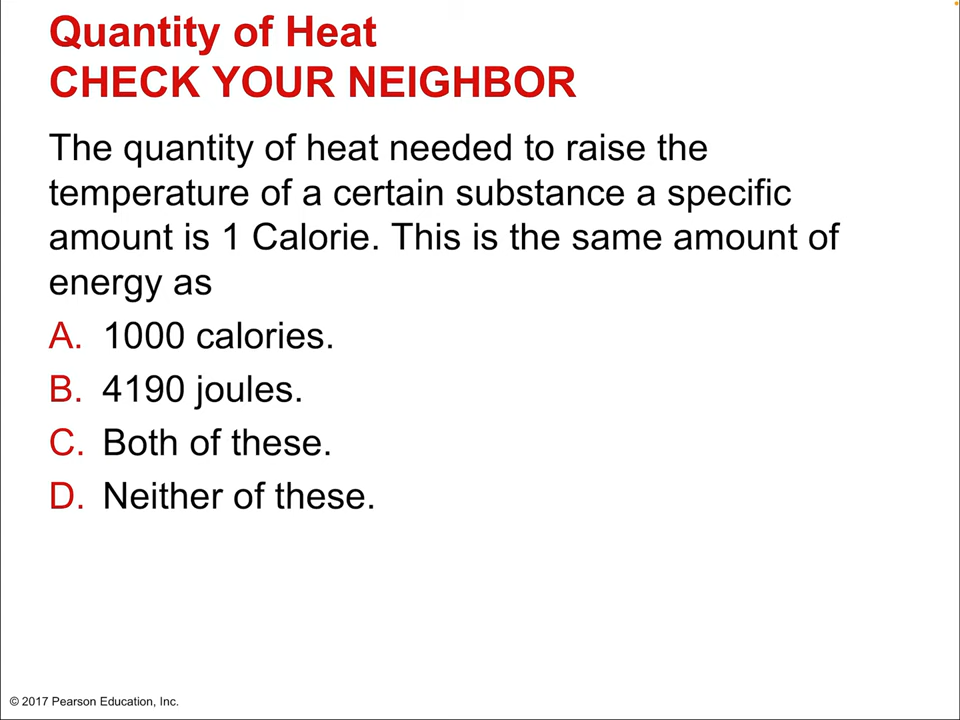 Quantity of Heat
CHECK YOUR NEIGHBOR
The quantity of heat needed to raise the
temperature of a certain substance a specific
amount is 1 Calorie. This is the same amount of
energy as
A. 1000 calories.
B. 4190 joules.
C. Both of these.
D. Neither of these.
© 2017 Pearson Education, Inc.